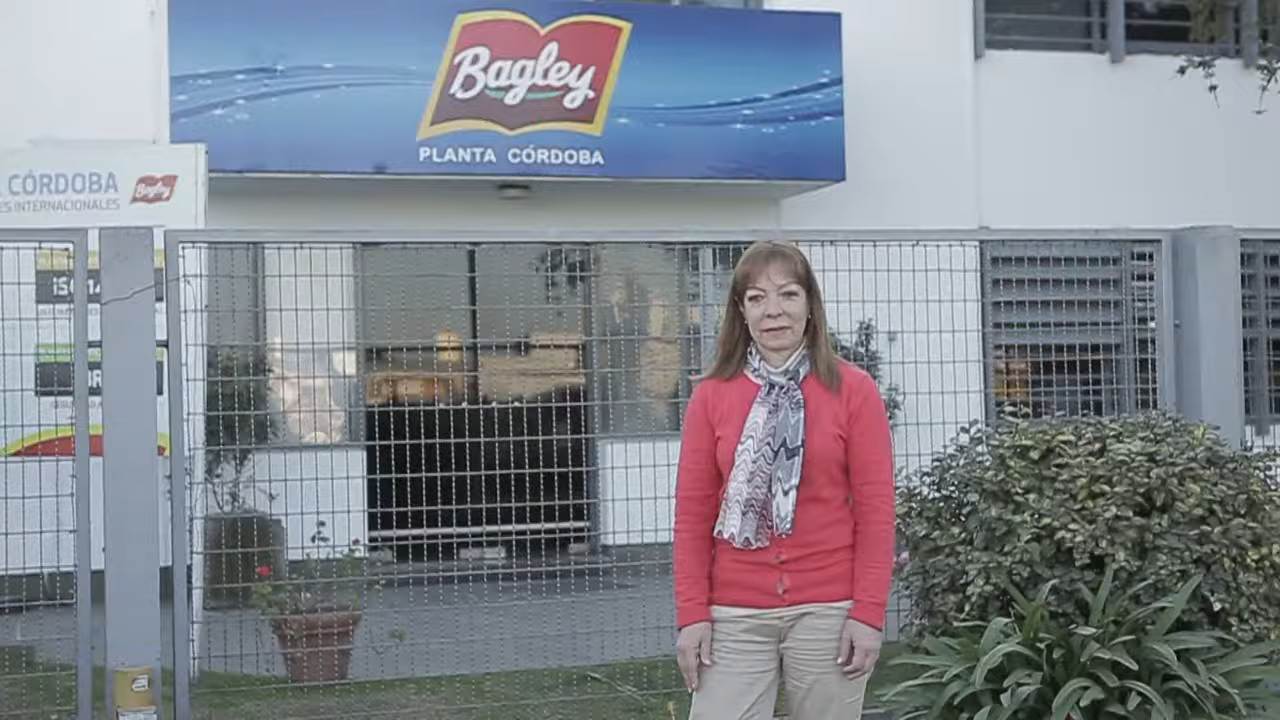 Bagley
PLANTA CÓRDOBA
CÓRDOBA
ES INTERNACIONALES
Bagley